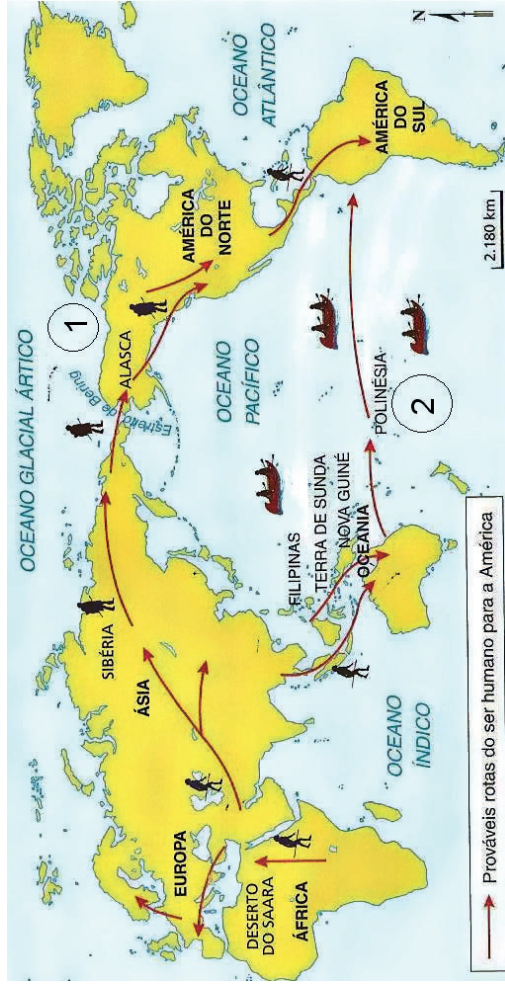 OCEANO GLACIAL ÁRTICO
1
Estreito de Bering
ALASCA
SIBÉRIA
ÁSIA
EUROPA
AMÉRICA
DO
NORTE
OCEANO
ATLÂNTICO
OCEANO
PACÍFICO
DESERTO
DO SAARA
ÁFRICA
FILIPINAS
TERRA DE SUNDA
NOVA GUINÉ
OCEANIA
POLINÉSIA
2
AMÉRICA
DO
SUL
OCEANO
ÍNDICO
Prováveis rotas do ser humano para a América
2.180 km